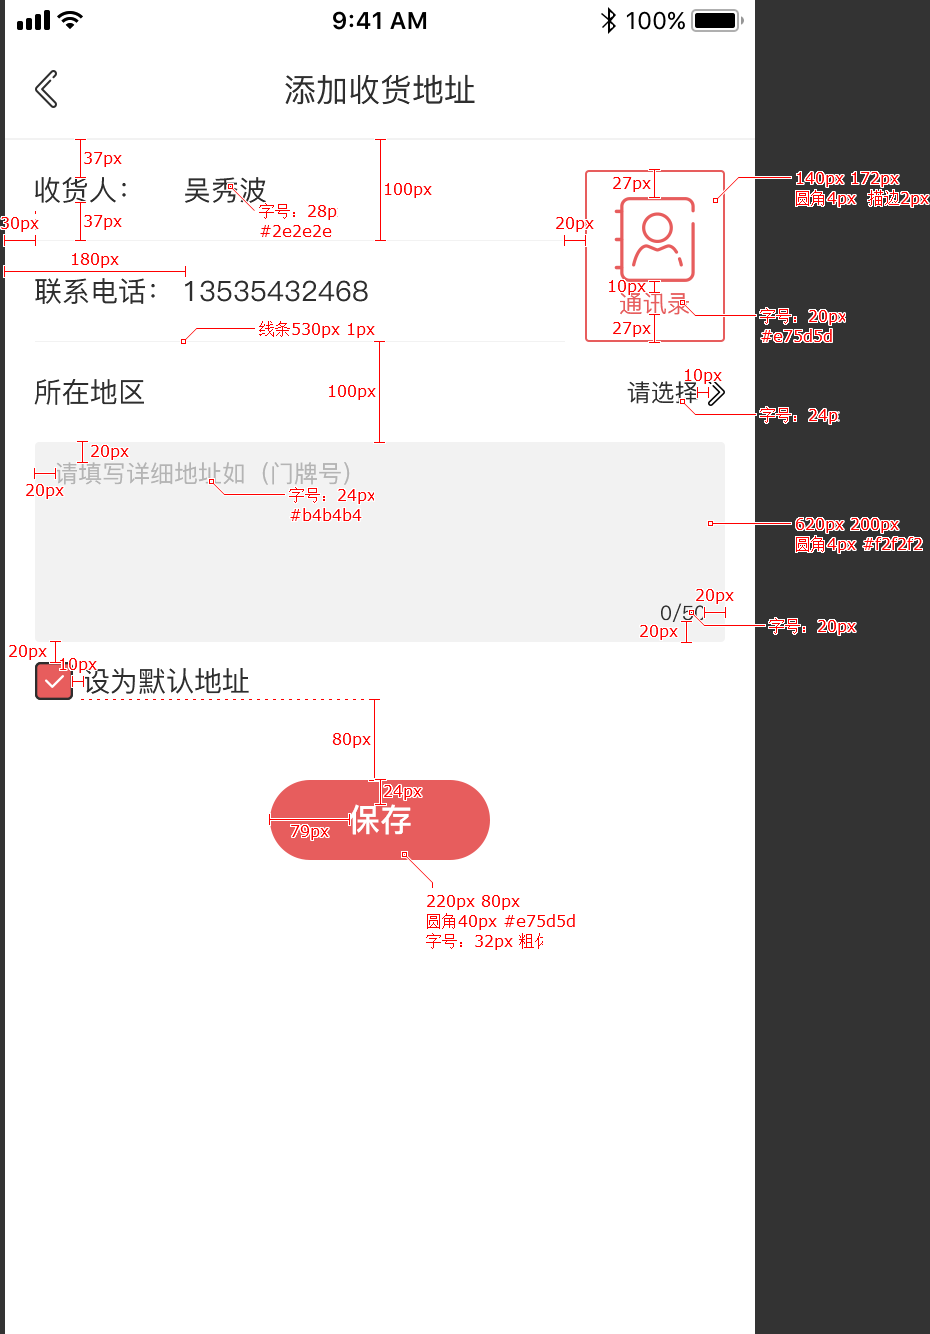 9:41 AM
100%
添加收货地址
37px
收货人：
吴秀波
100px
27px
140px 172px
圆角4px 描边2px
字号：28p
#2e2e2e
30px
37px
20px
180px
联系电话：
13535432468
10px
通讯录
27px
字号：20px
#e75d5d
线条530px 1px
所在地区
100px
请选择
10px
字号：24p
20px
请填写详细地址如（门牌号）
20px
字号：24px
#b4b4b4
620px 200px
圆角4px #f2f2f2
20px
0/50
20px
字号：20px
20px
10px
设为默认地址
80px
24px
保存
79px
220px 80px
圆角40px #e75d5d
字号：32px 粗体